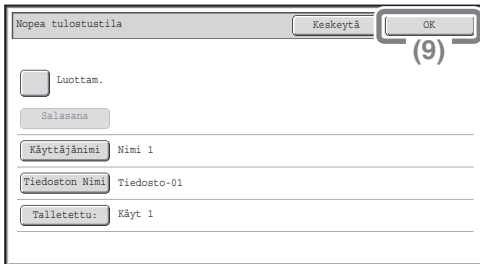 Nopea tulostustila Keskeytä OK
(9)
Luottam.
Salasana
Käyttäjänimi Nimi 1
Tiedoston Nimi Tiedosto-01
Talletettu: Käyt 1